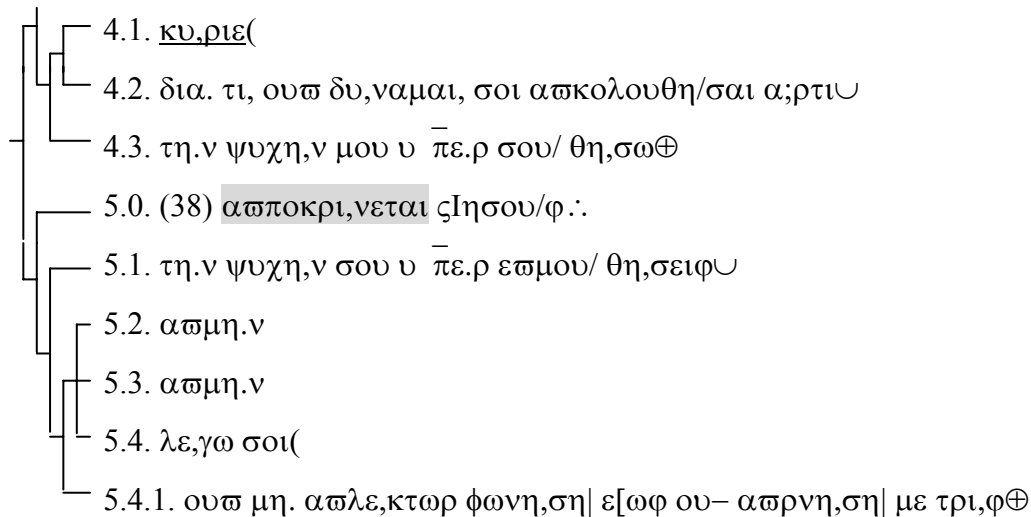 4.1. κυ,ριε(
4.2. δια. τι, ουϖ δυ,ναμαι, σοι αϖκολουθη/σαι α;ρτι∪
4.3. τη.ν ψυχη,ν μου υ ̅πε.ρ σου/ θη,σω⊕
5.0. (38) αϖποκρι,νεται ςΙησου/φ∴
5.1. τη.ν ψυχη,ν σου υ ̅πε.ρ εϖμου/ θη,σειφ∪
5.2. αϖμη.ν
5.3. αϖμη.ν
5.4. λε,γω σοι(
5.4.1. ουϖ μη. αϖλε,κτωρ φωνη,ση| ε[ωφ ου– αϖρνη,ση| με τρι,φ⊕